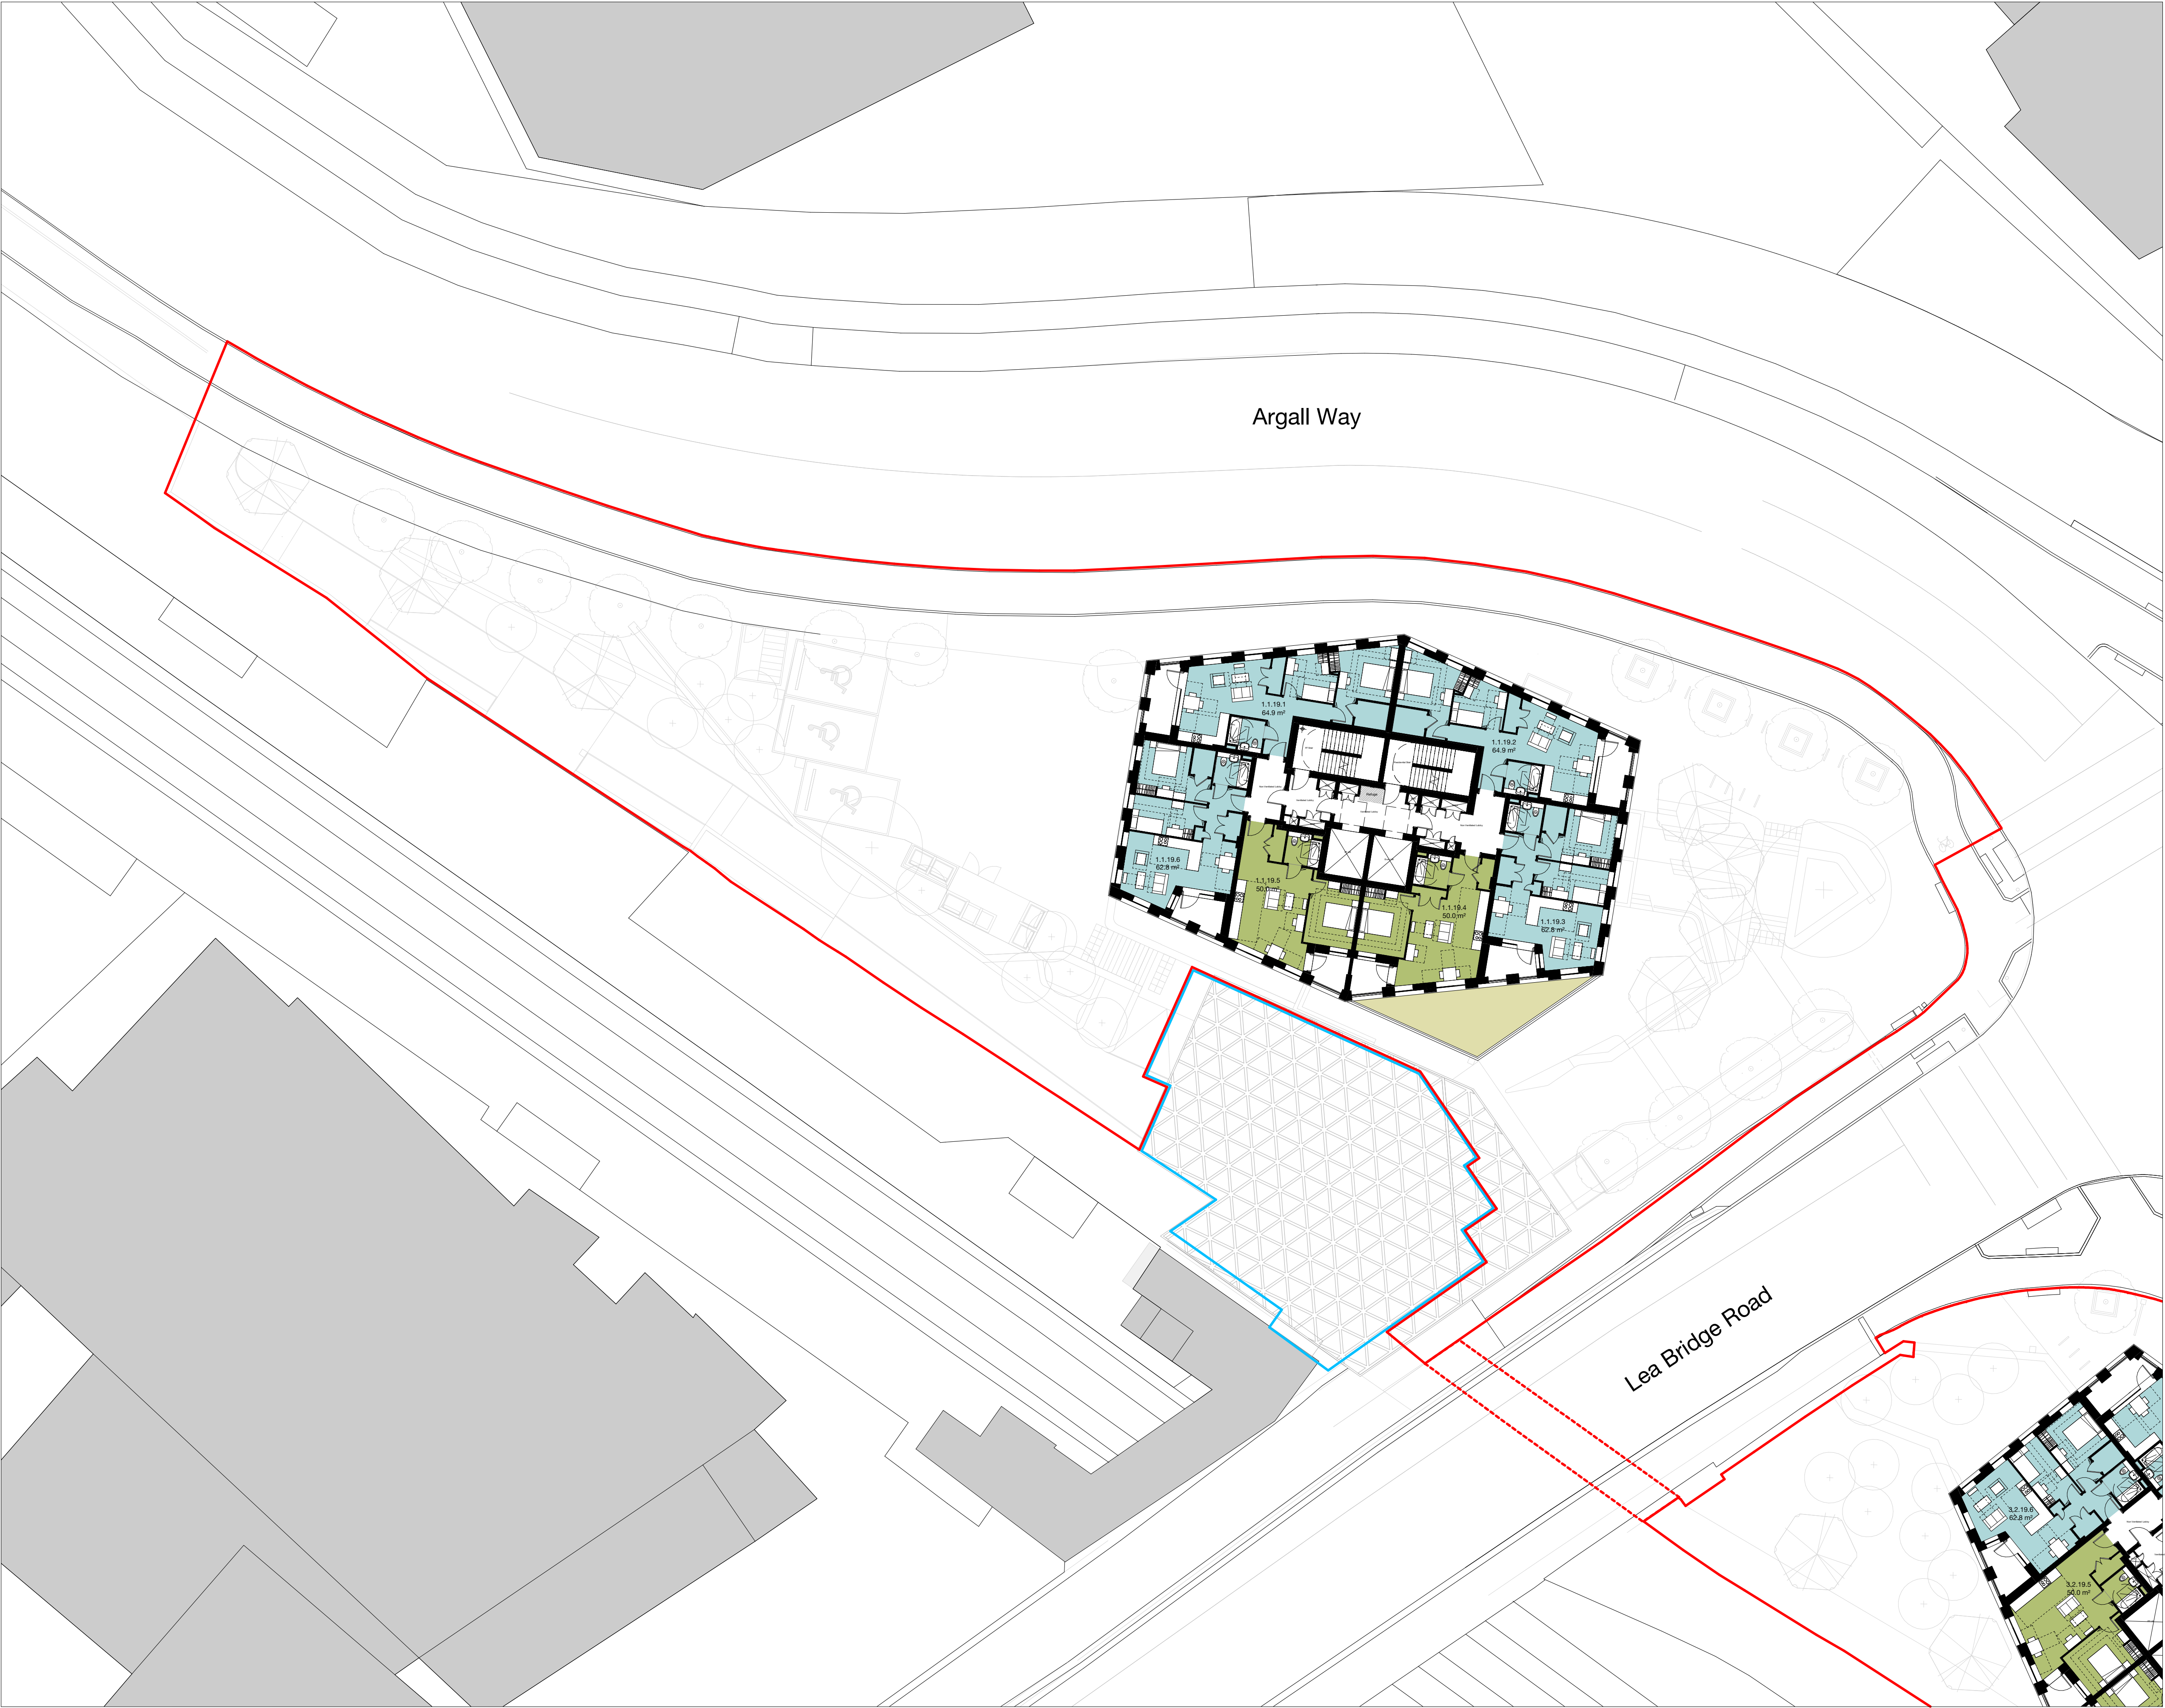 Argall Way
1.1.19.1
64.9 m²
1.1.19.2
64.9 m²
Refuge
1.1.19.6
62.8 m²
1.1.19.5
50.0 m²
1.1.19.4
50.0 m²
1.1.19.3
62.8 m²
Lea Bridge Road
3.2.19.6
62.8 m²
3.2.19.5
50.0 m²